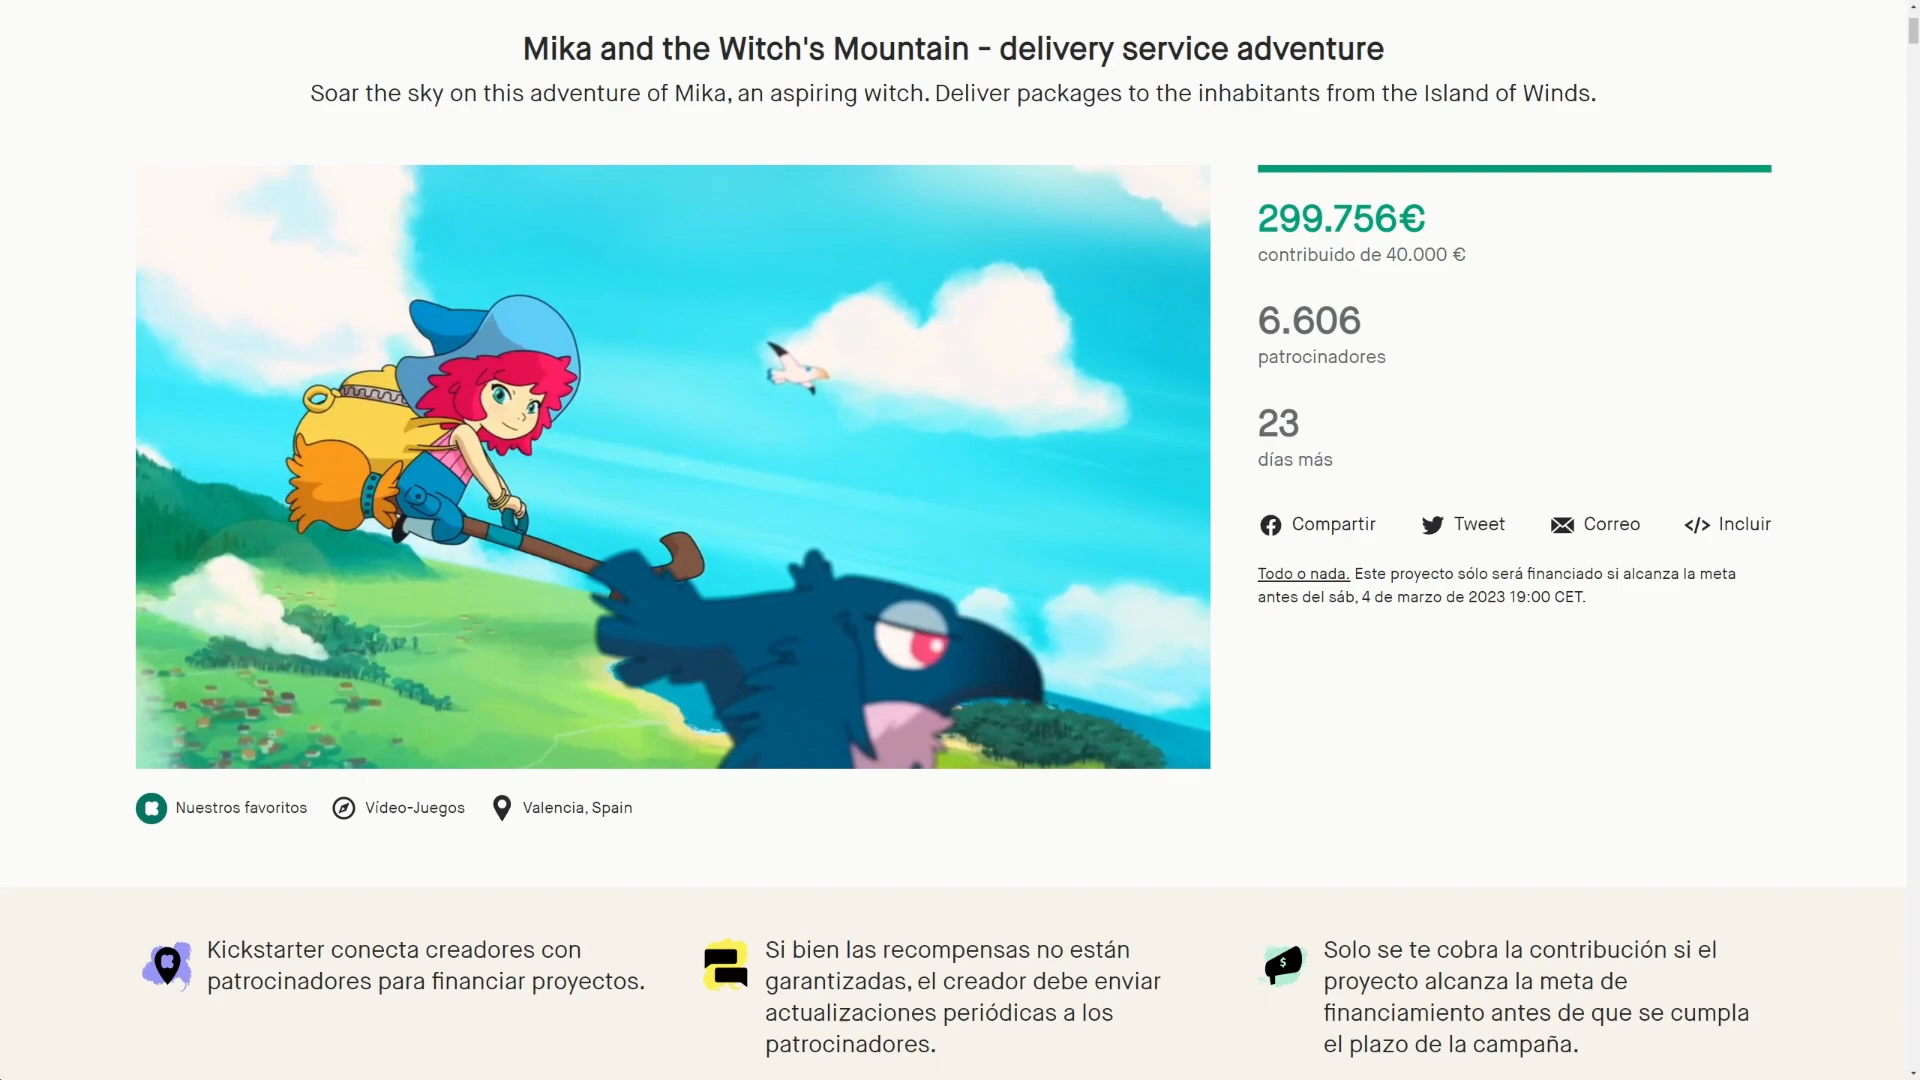 Mika and the Witch's Mountain - delivery service adventure
Soar the sky on this adventure of Mika, an aspiring witch. Deliver packages to the inhabitants from the Island of Winds.
299.756€
contribuido de 40.000 €
6.606
patrocinadores
23
días más
Compartir
Tweet
Correo
Incluir
Todo o nada. Este proyecto sólo será financiado si alcanza la meta
antes del sáb, 4 de marzo de 2023 19:00 CET.
Nuestros favoritos
Vídeo-Juegos
Valencia, Spain
Kickstarter conecta creadores con
patrocinadores para financiar proyectos.
Si bien las recompensas no están
garantizadas, el creador debe enviar
actualizaciones periódicas a los
patrocinadores.
Solo se te cobra la contribución si el
proyecto alcanza la meta de
financiamiento antes de que se cumpla
el plazo de la campaña.